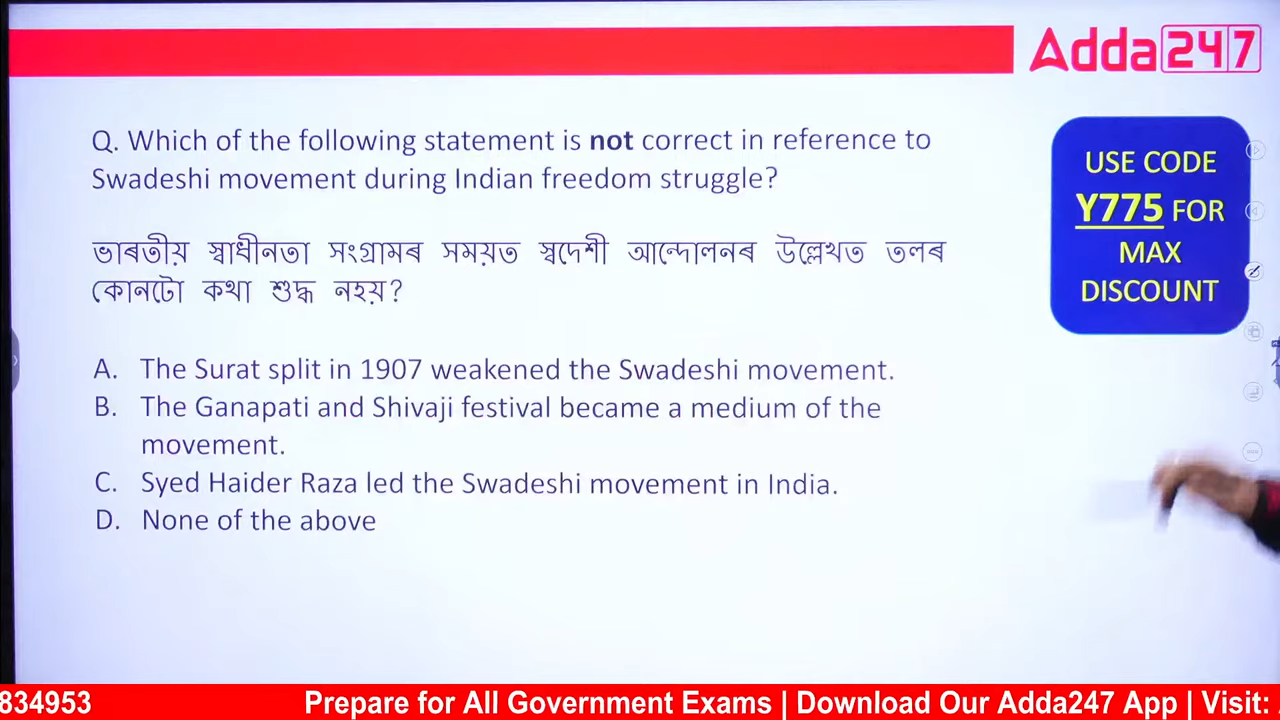 Adda247
Q. Which of the following statement is not correct in reference to
Swadeshi movement during Indian freedom struggle?
USE CODE
Y775 FOR
MAX
DISCOUNT
ভাৰতীয় স্বাধীনতা সংগ্ৰামৰ সময়ত স্বদেশী আন্দোলনৰ উল্লেখত তলৰ
কোনটো কথা শুদ্ধ নহয়?
A. The Surat split in 1907 weakened the Swadeshi movement.
B. The Ganapati and Shivaji festival became a medium of the
movement.
C. Syed Haider Raza led the Swadeshi movement in India.
D. None of the above
834953 Prepare for All Government Exams | Download Our Adda247 App | Visit: